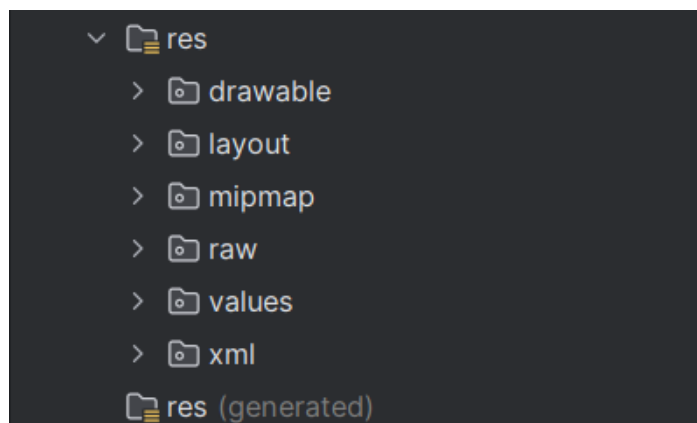 res
drawable
layout
mipmap
raw
values
xml
res (generated)